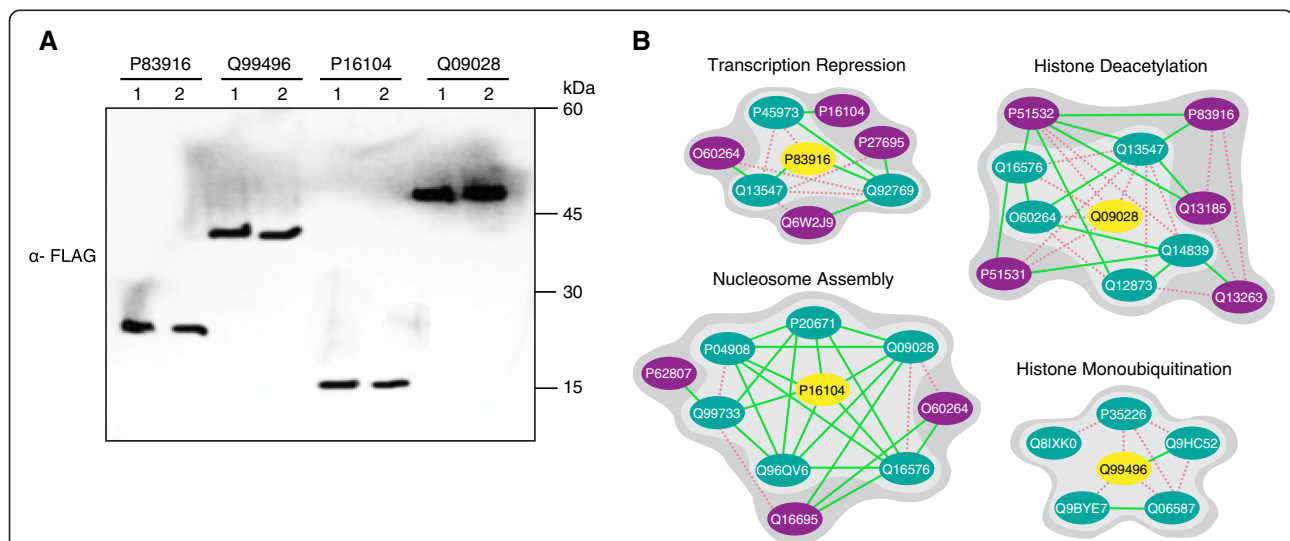 A
P83916 Q99496 P16104 Q09028
1 2 1 2 1 2 1 2
kDa
60
45
30
15
α- FLAG
B
Transcription Repression
P45973
P16104
P27695
O60264
P83916
Q13547
Q92769
Q6W2J9
Histone Deacetylation
P51532
P83916
Q13547
Q16576
Q13185
O60264
Q09028
Q14839
P51531
Q12873
Q13263
Nucleosome Assembly
P20671
P04908
Q09028
P62807
P16104
O60264
Q99733
Q96QV6
Q16576
Q16695
Histone Monoubiquitination
P35226
Q8IXK0
Q9HC52
Q99496
Q9BYE7
Q06587